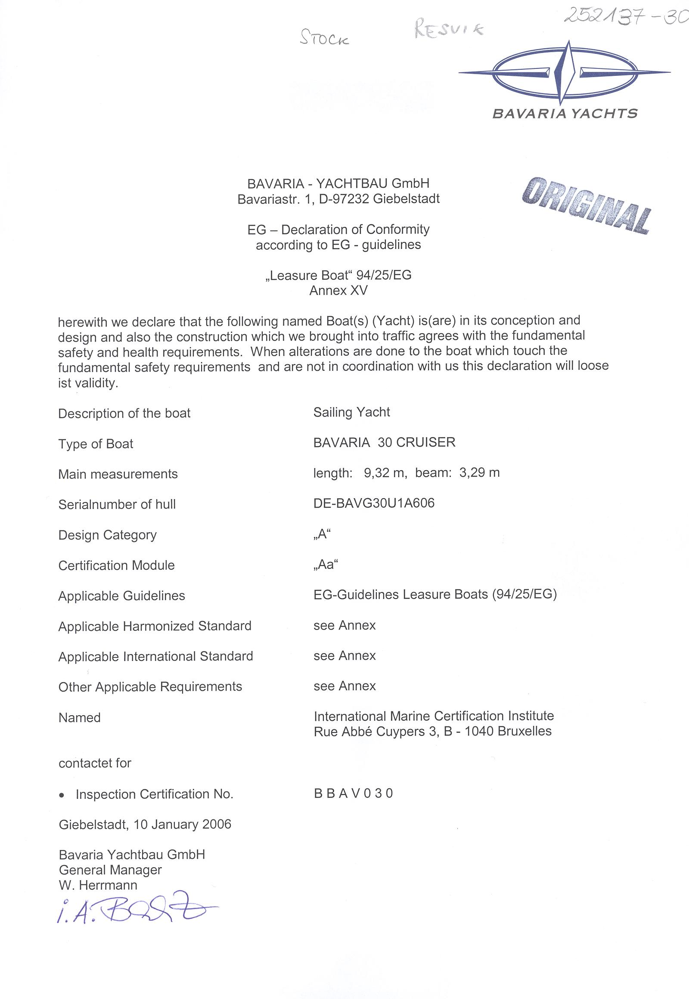 252137-30
STOCK
RESVIK
BAVARIA YACHTS
ORIGINAL
BAVARIA - YACHTBAU GmbH
Bavariastr. 1, D-97232 Giebelstadt
EG – Declaration of Conformity
according to EG - guidelines
„Leasure Boat“ 94/25/EG
Annex XV
herewith we declare that the following named Boat(s) (Yacht) is(are) in its conception and
design and also the construction which we brought into traffic agrees with the fundamental
safety and health requirements.  When alterations are done to the boat which touch the
fundamental safety requirements  and are not in coordination with us this declaration will loose
ist validity.
Description of the boat Sailing Yacht
Type of Boat BAVARIA  30 CRUISER
Main measurements length:   9,32 m,  beam:  3,29 m
Serialnumber of hull DE-BAVG30U1A606
Design Category „A“
Certification Module „Aa“
Applicable Guidelines EG-Guidelines Leasure Boats (94/25/EG)
Applicable Harmonized Standard see Annex
Applicable International Standard see Annex
Other Applicable Requirements see Annex
Named International Marine Certification Institute
Rue Abbé Cuypers 3, B - 1040 Bruxelles
contactet for
• Inspection Certification No. B B A V 0 3 0
Giebelstadt, 10 January 2006
Bavaria Yachtbau GmbH
General Manager
W. Herrmann
i.A.